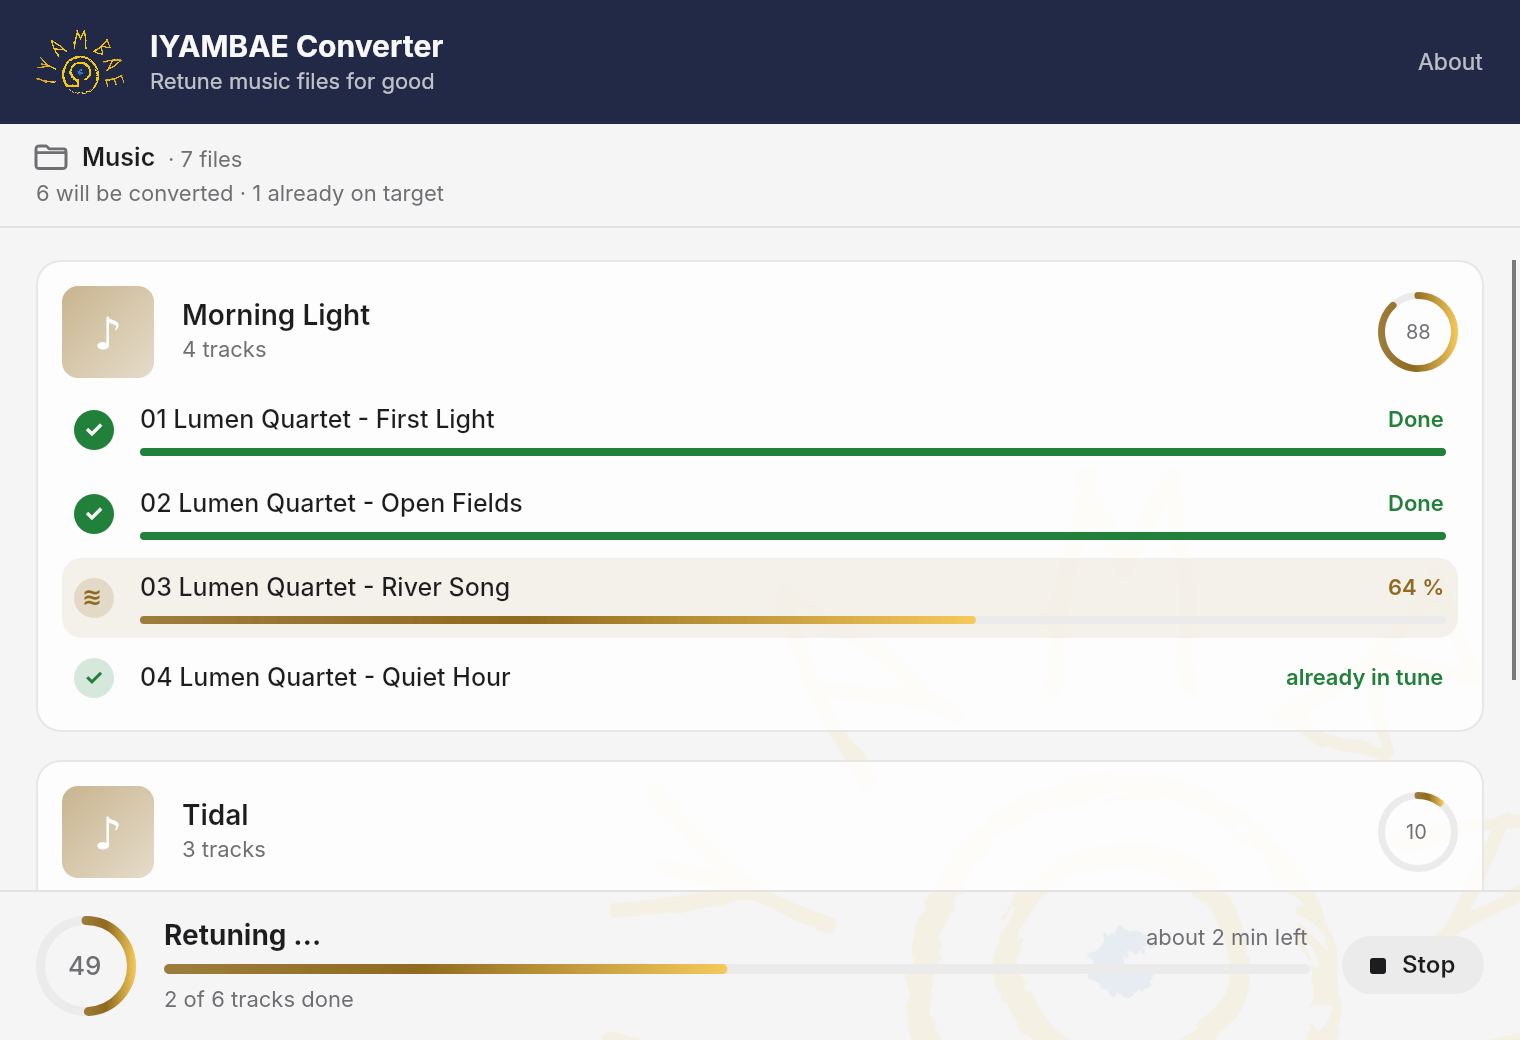 IYAMBAE
IYAMBAE Converter
Retune music files for good
About
Music · 7 files
6 will be converted · 1 already on target
Morning Light
4 tracks
88
01 Lumen Quartet - First Light
Done
02 Lumen Quartet - Open Fields
Done
03 Lumen Quartet - River Song
64 %
04 Lumen Quartet - Quiet Hour
already in tune
Tidal
3 tracks
10
49
Retuning ...
about 2 min left
2 of 6 tracks done
Stop